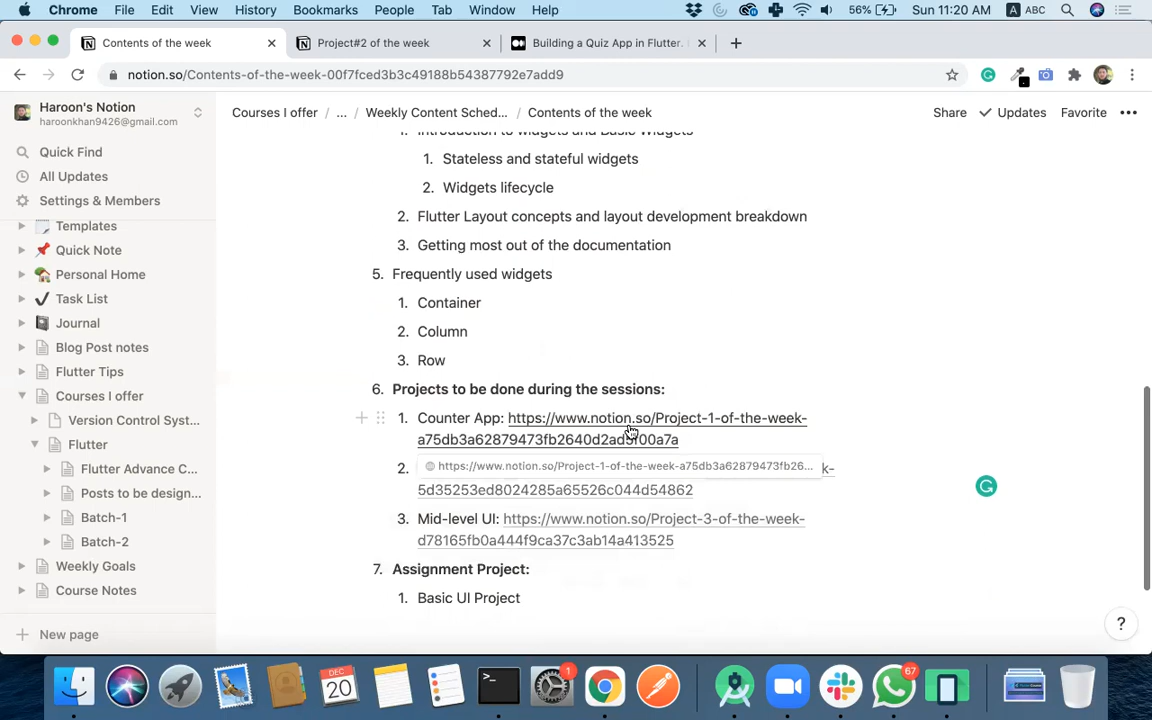 Chrome File Edit View History Bookmarks People Tab Window Help 56% Sun 11:20 AM A ABC
Contents of the week
Project#2 of the week
Building a Quiz App in Flutter.
notion.so/Contents-of-the-week-00f7fced3b3c49188b54387792e7add9
Haroon's Notion
haroonkhan9426@gmail.com
Courses I offer / ... / Weekly Content Sched... / Contents of the week
Share Updates Favorite
Quick Find
All Updates
Settings & Members
Templates
Quick Note
Personal Home
Task List
Journal
Blog Post notes
Flutter Tips
Courses I offer
Version Control Syst...
Flutter
Flutter Advance C...
Posts to be design...
Batch-1
Batch-2
Weekly Goals
Course Notes
New page
1. Introduction to widgets and Basic Widgets
1. Stateless and stateful widgets
2. Widgets lifecycle
2. Flutter Layout concepts and layout development breakdown
3. Getting most out of the documentation
5. Frequently used widgets
1. Container
2. Column
3. Row
6. Projects to be done during the sessions:
1. Counter App: https://www.notion.so/Project-1-of-the-week-
a75db3a62879473fb2640d2ad5f00a7a
https://www.notion.so/Project-1-of-the-week-a75db3a62879473fb26...
2. k-
5d35253ed8024285a65526c044d54862
3. Mid-level UI: https://www.notion.so/Project-3-of-the-week-
d78165fb0a444f9ca37c3ab14a413525
7. Assignment Project:
1. Basic UI Project
?
DEC
20
1
67